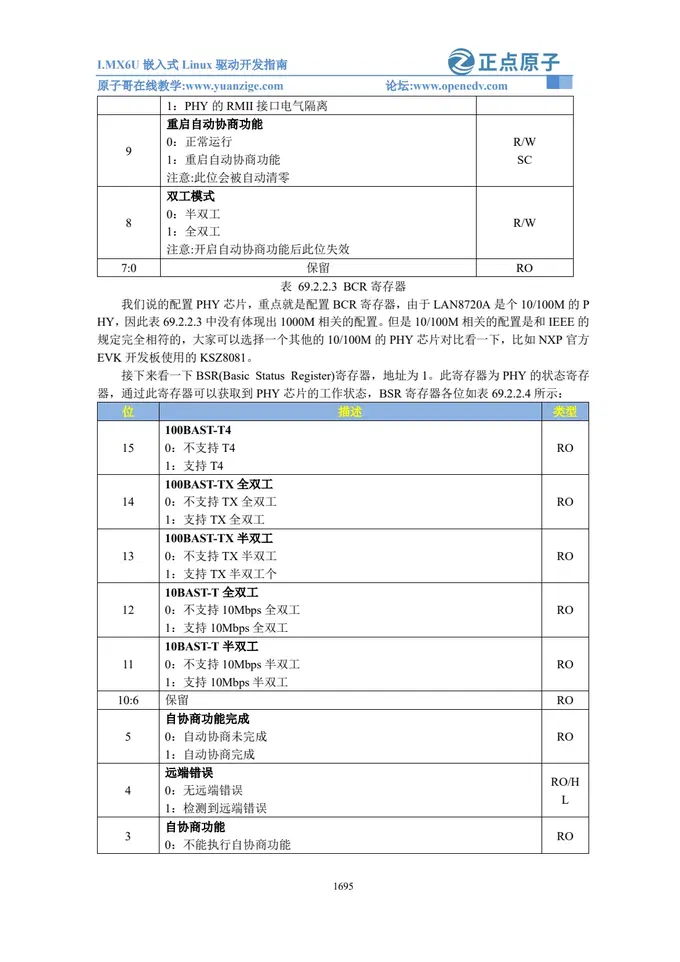 I.MX6U 嵌入式 Linux 驱动开发指南
正点原子
原子哥在线教学:www.yuanzige.com 论坛:www.openedv.com
1：PHY 的 RMII 接口电气隔离
9
重启自动协商功能
0：正常运行
1：重启自动协商功能
注意:此位会被自动清零
R/W
SC
8
双工模式
0：半双工
1：全双工
注意:开启自动协商功能后此位失效
R/W
7:0 保留 RO
表 69.2.2.3 BCR 寄存器
我们说的配置 PHY 芯片，重点就是配置 BCR 寄存器，由于 LAN8720A 是个 10/100M 的 P
HY，因此表 69.2.2.3 中没有体现出 1000M 相关的配置。但是 10/100M 相关的配置是和 IEEE 的
规定完全相符的，大家可以选择一个其他的 10/100M 的 PHY 芯片对比看一下，比如 NXP 官方
EVK 开发板使用的 KSZ8081。
接下来看一下 BSR(Basic Status Register)寄存器，地址为 1。此寄存器为 PHY 的状态寄存
器，通过此寄存器可以获取到 PHY 芯片的工作状态，BSR 寄存器各位如表 69.2.2.4 所示：
位 描述 类型
15
100BAST-T4
0：不支持 T4
1：支持 T4
RO
14
100BAST-TX 全双工
0：不支持 TX 全双工
1：支持 TX 全双工
RO
13
100BAST-TX 半双工
0：不支持 TX 半双工
1：支持 TX 半双工个
RO
12
10BAST-T 全双工
0：不支持 10Mbps 全双工
1：支持 10Mbps 全双工
RO
11
10BAST-T 半双工
0：不支持 10Mbps 半双工
1：支持 10Mbps 半双工
RO
10:6 保留 RO
5
自协商功能完成
0：自动协商未完成
1：自动协商完成
RO
4
远端错误
0：无远端错误
1：检测到远端错误
RO/H
L
3
自协商功能
0：不能执行自协商功能
RO
1695